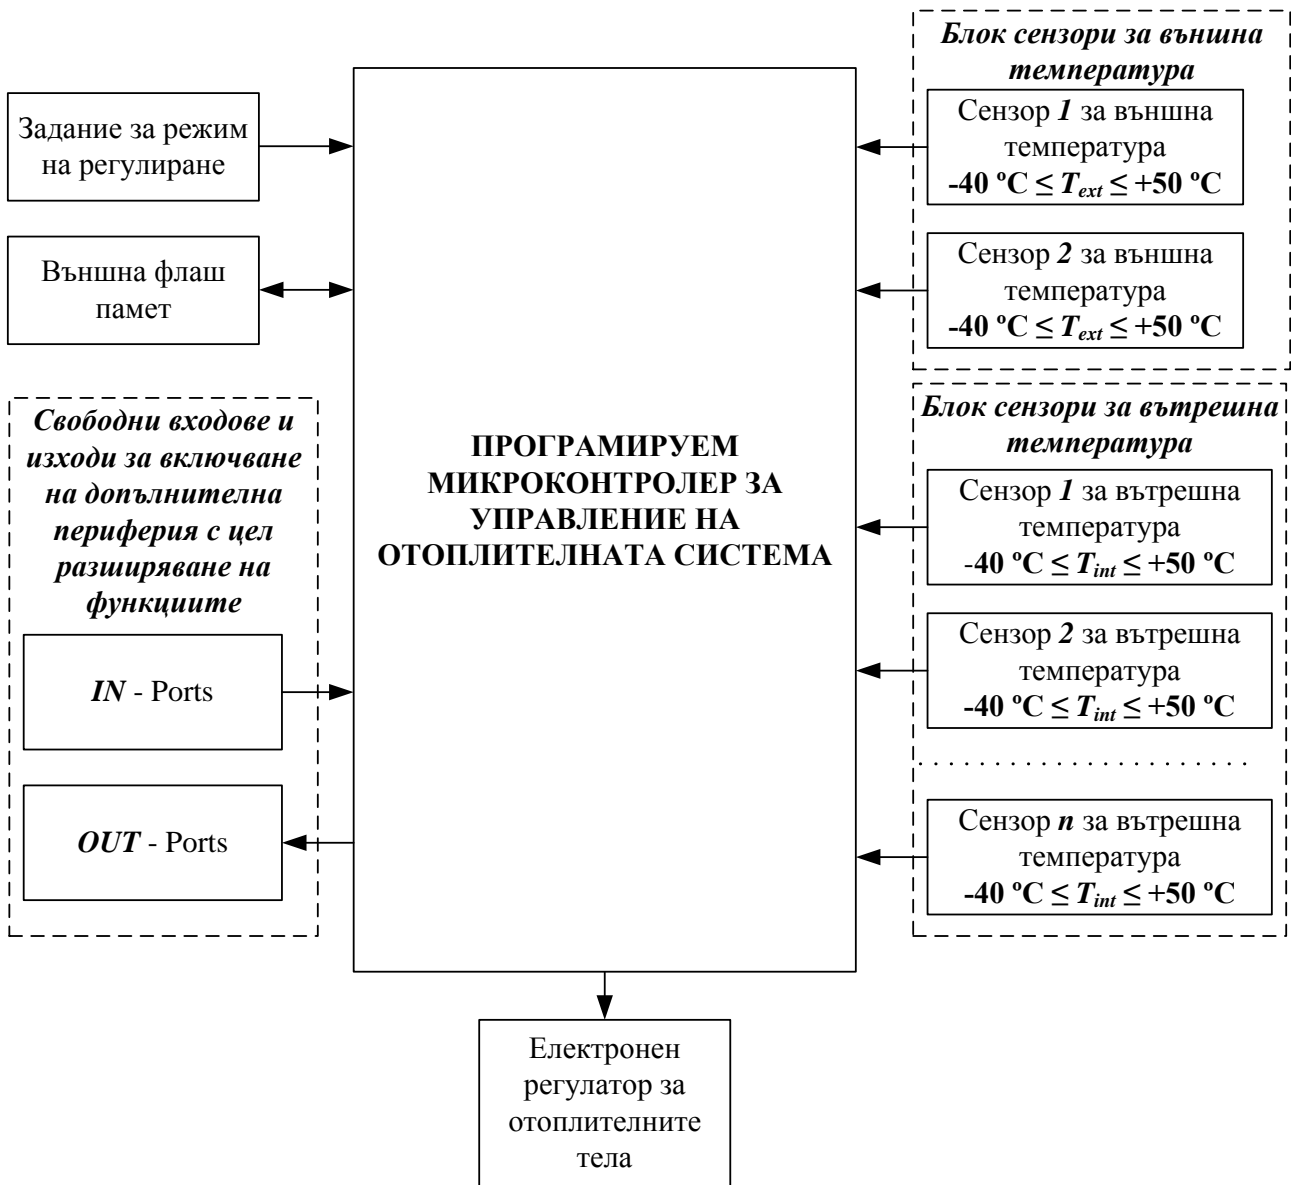 Задание за режим
на регулиране
Външна флаш
памет
Свободни входове и
изходи за включване
на допълнителна
периферия с цел
разширяване на
функциите
IN - Ports
OUT - Ports
ПРОГРАМИРУЕМ
МИКРОКОНТРОЛЕР ЗА
УПРАВЛЕНИЕ НА
ОТОПЛИТЕЛНАТА СИСТЕМА
Електронен
регулатор за
отоплителните
тела
Блок сензори за външна
температура
Сензор 1 за външна
температура
-40 ºC ≤ Text ≤ +50 ºC
Сензор 2 за външна
температура
-40 ºC ≤ Text ≤ +50 ºC
Блок сензори за вътрешна
температура
Сензор 1 за вътрешна
температура
-40 ºC ≤ Tint ≤ +50 ºC
Сензор 2 за вътрешна
температура
-40 ºC ≤ Tint ≤ +50 ºC
. . . . . . . . . . . . . . . . . . . . . .
Сензор n за вътрешна
температура
-40 ºC ≤ Tint ≤ +50 ºC